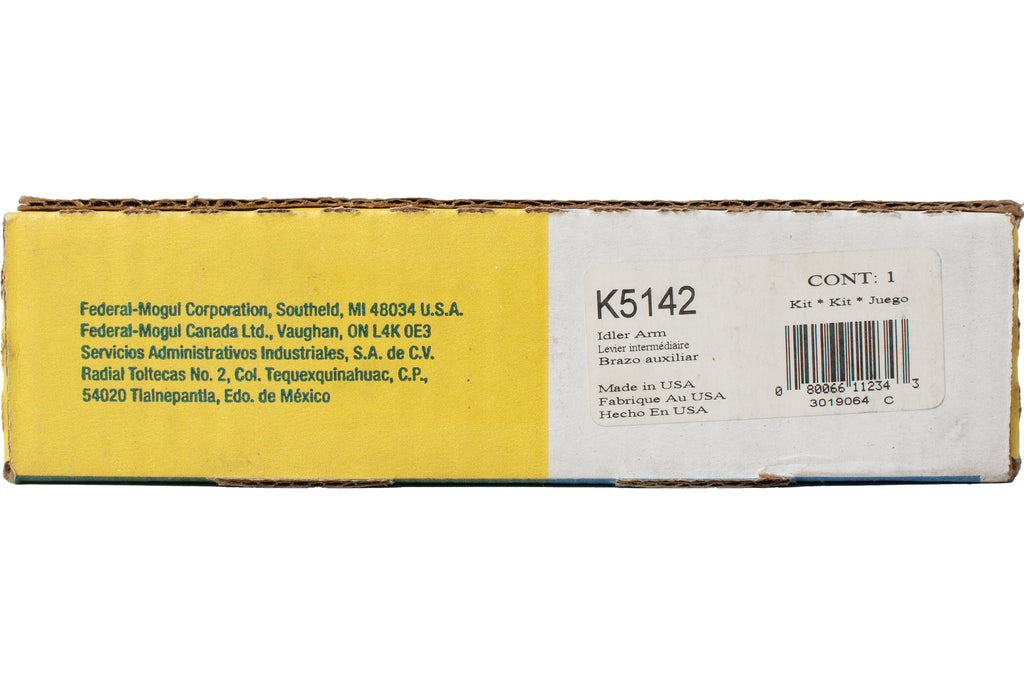 Federal-Mogul Corporation, Southeld, MI 48034 U.S.A.
Federal-Mogul Canada Ltd., Vaughan, ON L4K 0E3
Servicios Administrativos Industriales, S.A. de C.V.
Radial Toltecas No. 2, Col. Tequexquinahuac, C.P.,
54020 Tlalnepantla, Edo. de México
K5142
Idler Arm
Levier intermédiaire
Brazo auxiliar
Made in USA
Fabrique Au USA
Hecho En USA
CONT: 1
Kit * Kit * Juego
0 80066 11234 3
3019064 C